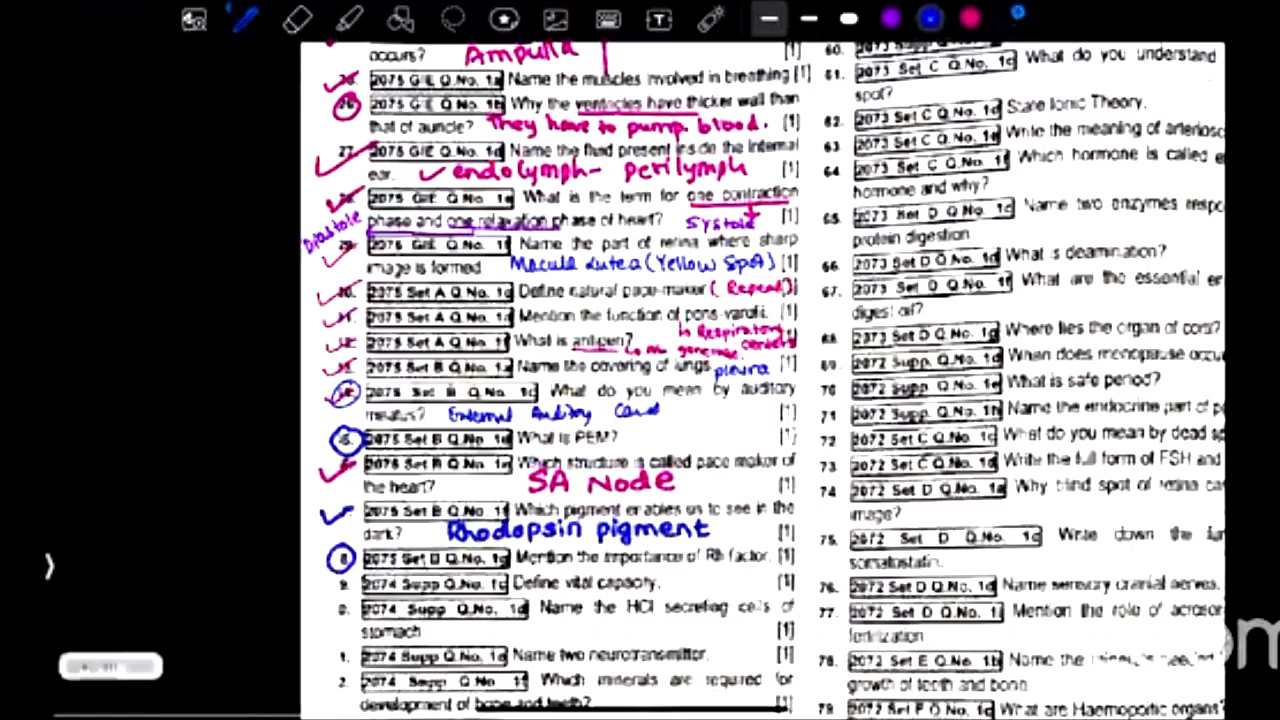 occurs? Ampulla [1]
2075 GIE Q.No. 1a Name the muscles involved in breathing [1]
2075 GIE Q.No. 1b Why the ventricles have thicker wall than
that of auricle? They have to pump blood. [1]
27. 2075 GIE Q.No. 1d Name the fluid present inside the internal
ear. endolymph- perilymph [1]
2075 GIE Q.No. 1e What is the term for one contraction
phase and one relaxation phase of heart? Systole [1]
Diastole
29. 2075 GIE Q.No. 1f Name the part of retina where sharp
image is formed Macula Lutea (Yellow Spot) [1]
2075 Set A Q.No. 1d Define natural pace-maker ( Repeat) [1]
2075 Set A Q.No. Mention the function of pons-varolii. [1]
Respiratory
2075 Set A Q.No. What is antigen? [1]
2075 Set B Q.No. Name the covering of lungs pleura [1]
2075 Set B Q.No. 1c What do you mean by auditory
meatus? External Auditory Canal [1]
2075 Set B Q.No. 1d What is PEM? [1]
2075 Set B Q.No. 1e Which structure is called pace maker of
the heart? SA Node [1]
2075 Set B Q.No. 1f Which pigment enables us to see in the
dark? Rhodopsin pigment [1]
8 2075 Set B Q.No. 1g Mention the importance of Rh factor. [1]
9. 2074 Supp Q.No. 1c Define vital capacity. [1]
0. 2074 Supp Q.No. 1d Name the HCl secreting cells of
stomach [1]
1. 2074 Supp Q.No. 1e Name two neurotransmitter. [1]
2. 2074 Supp Q.No. 1f Which minerals are required for
development of bone and teeth? [1]
60. 2073 Supp
61. 2073 Set C Q.No. 1c What do you understand
spot?
62. 2073 Set C Q.No. 1d State Ionic Theory.
63 2073 Set C Q.No. 1e Write the meaning of arteriosc
64 2073 Set C Q.No. 1f Which hormone is called e
hormone and why?
65. 2073 Set D Q.No. 1c Name two enzymes respo
protein digestion
66. 2073 Set D Q.No. 1d What is deamination?
67. 2073 Set D Q.No. 1f What are the essential en
digest oil?
68. 2073 Set D Q.No. 1g Where lies the organ of corti?
69. 2072 Supp. Q.No. 1d When does menopause occu
70 2072 Supp Q.No. 1e What is safe period?
71 2072 Supp. Q.No. 1h Name the endocrine part of p
72 2072 Set C Q.No. 1c What do you mean by dead sp
73 2072 Set C Q.No. 1d Write the full form of FSH and
74 2072 Set D Q.No. 1a Why blind spot of retina ca
image?
75. 2072 Set D Q.No. 1c Write down the fun
somatostatin.
76. 2072 Set D Q.No. 1d Name sensory cranial nerves.
77. 2072 Set D Q.No. 1i Mention the role of acroso
fertilization
78. 2072 Set E Q.No. 1b Name the minerals needed
growth of teeth and bone
79. 2072 Set F Q.No. 1c What are Haemopoitic organs?